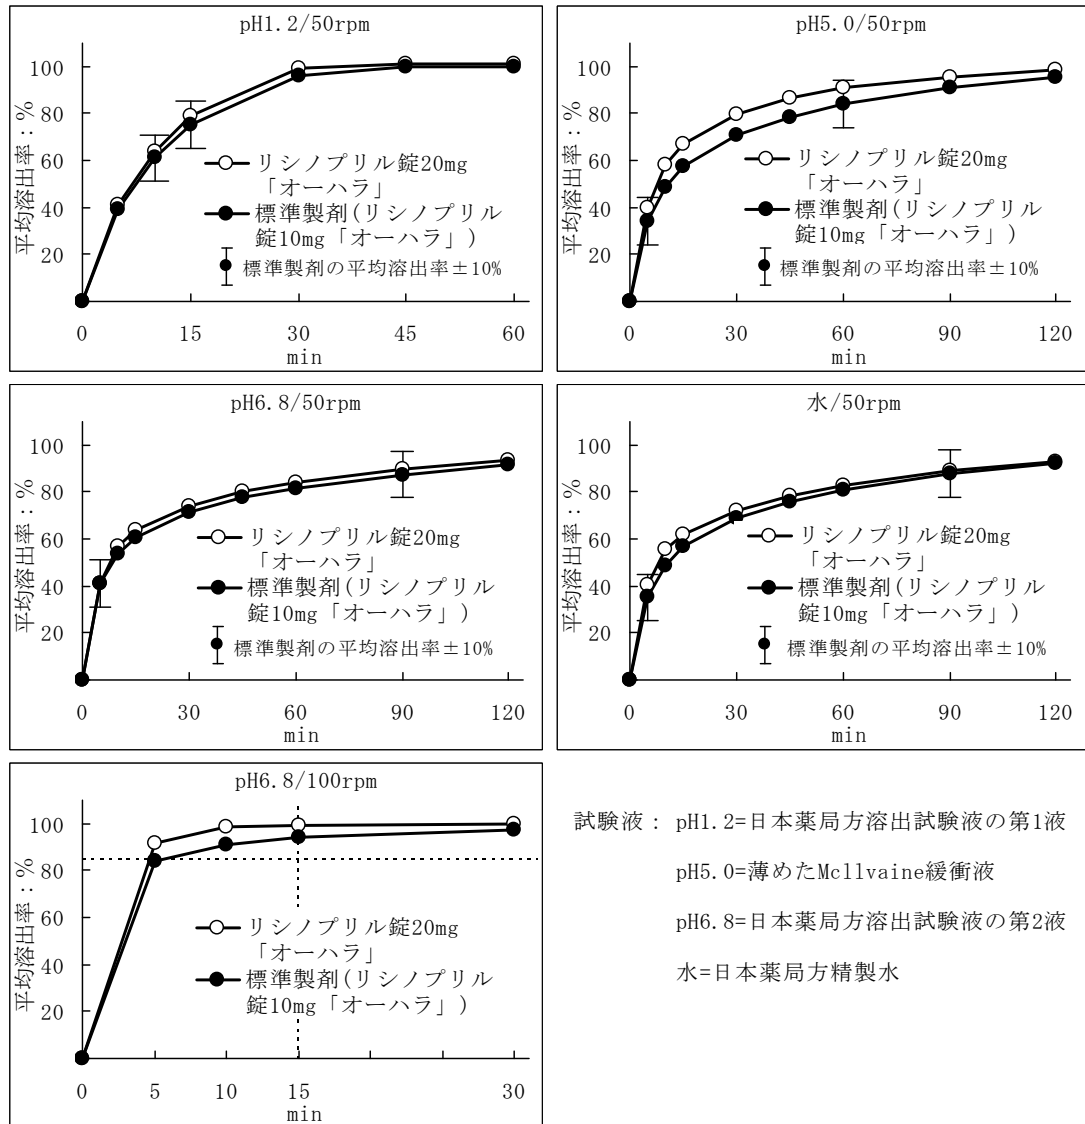 pH1.2/50rpm
平均溶出率：%
100
80
60
40
20
リシノプリル錠20mg
「オーハラ」
標準製剤(リシノプリル
錠10mg「オーハラ」)
標準製剤の平均溶出率±10%
0 15 30 45 60
min
pH5.0/50rpm
平均溶出率：%
100
80
60
40
20
リシノプリル錠20mg
「オーハラ」
標準製剤(リシノプリル
錠10mg「オーハラ」)
標準製剤の平均溶出率±10%
0 30 60 90 120
min
pH6.8/50rpm
平均溶出率：%
100
80
60
40
20
リシノプリル錠20mg
「オーハラ」
標準製剤(リシノプリル
錠10mg「オーハラ」)
標準製剤の平均溶出率±10%
0 30 60 90 120
min
水/50rpm
平均溶出率：%
100
80
60
40
20
リシノプリル錠20mg
「オーハラ」
標準製剤(リシノプリル
錠10mg「オーハラ」)
標準製剤の平均溶出率±10%
0 30 60 90 120
min
pH6.8/100rpm
平均溶出率：%
100
80
60
40
20
リシノプリル錠20mg
「オーハラ」
標準製剤(リシノプリル
錠10mg「オーハラ」)
0 5 10 15 30
min
試験液： pH1.2=日本薬局方溶出試験液の第1液
pH5.0=薄めたMcllvaine緩衝液
pH6.8=日本薬局方溶出試験液の第2液
水=日本薬局方精製水